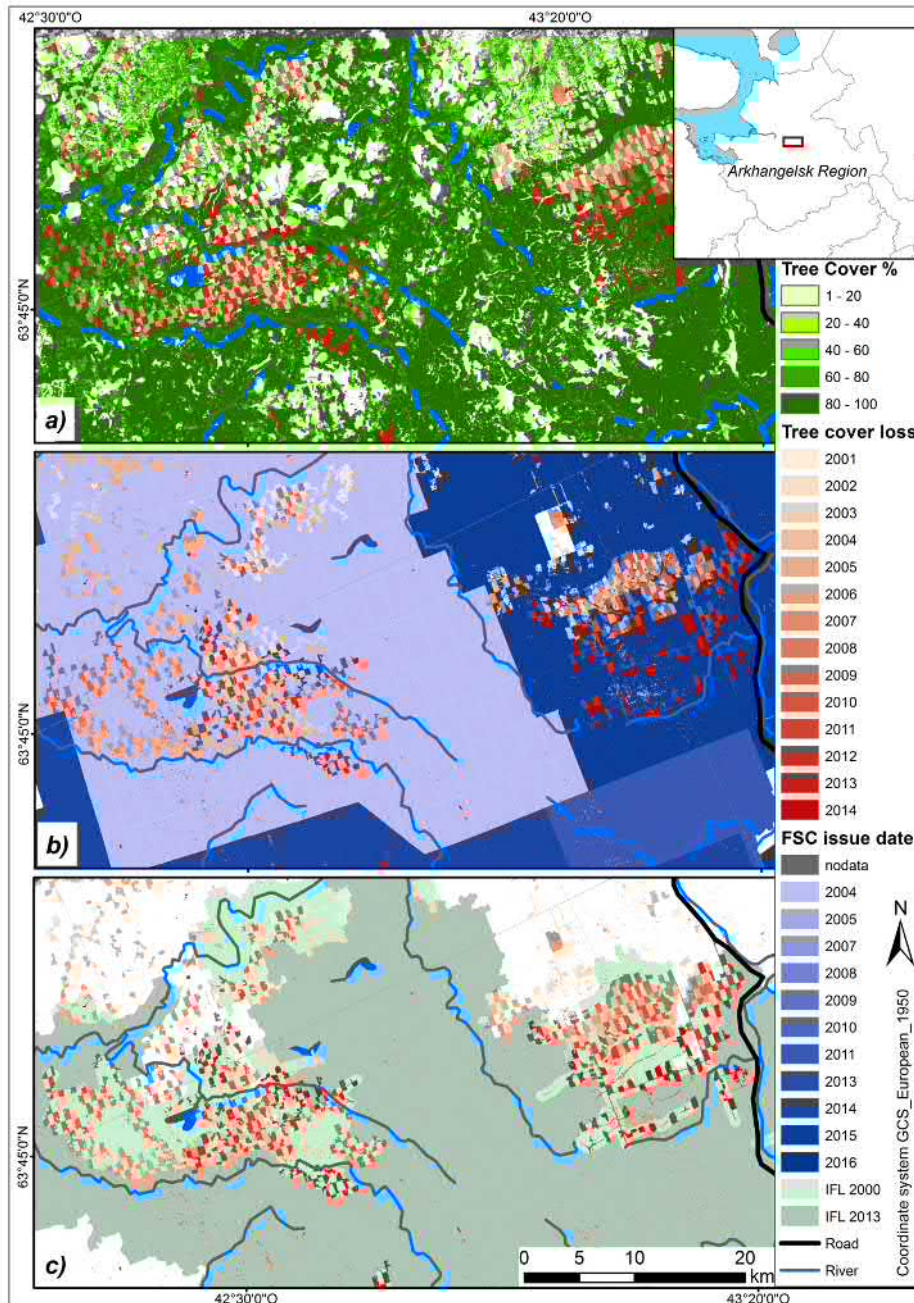 42°30'0"O
43°20'0"O
Arkhangelsk Region
63°45'0"N
a)
Tree Cover %
1 - 20
20 - 40
40 - 60
60 - 80
80 - 100
Tree cover loss
2001
2002
2003
2004
2005
2006
2007
2008
2009
2010
2011
2012
2013
2014
63°45'0"N
b)
FSC issue date
nodata
2004
2005
2007
2008
2009
2010
2011
2013
2014
2015
2016
IFL 2000
IFL 2013
Road
River
N
Coordinate system GCS_European_1950
63°45'0"N
c)
0 5 10 20
km
42°30'0"O
43°20'0"O